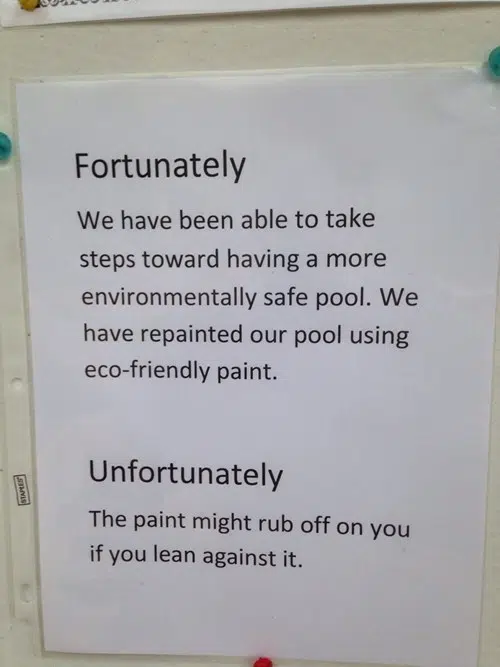 Fortunately
We have been able to take
steps toward having a more
environmentally safe pool. We
have repainted our pool using
eco-friendly paint.
Unfortunately
The paint might rub off on you
if you lean against it.
STAPLES